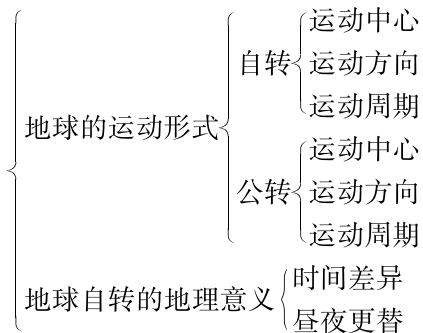 地球的运动形式
自转
运动中心
运动方向
运动周期
公转
运动中心
运动方向
运动周期
地球自转的地理意义
时间差异
昼夜更替